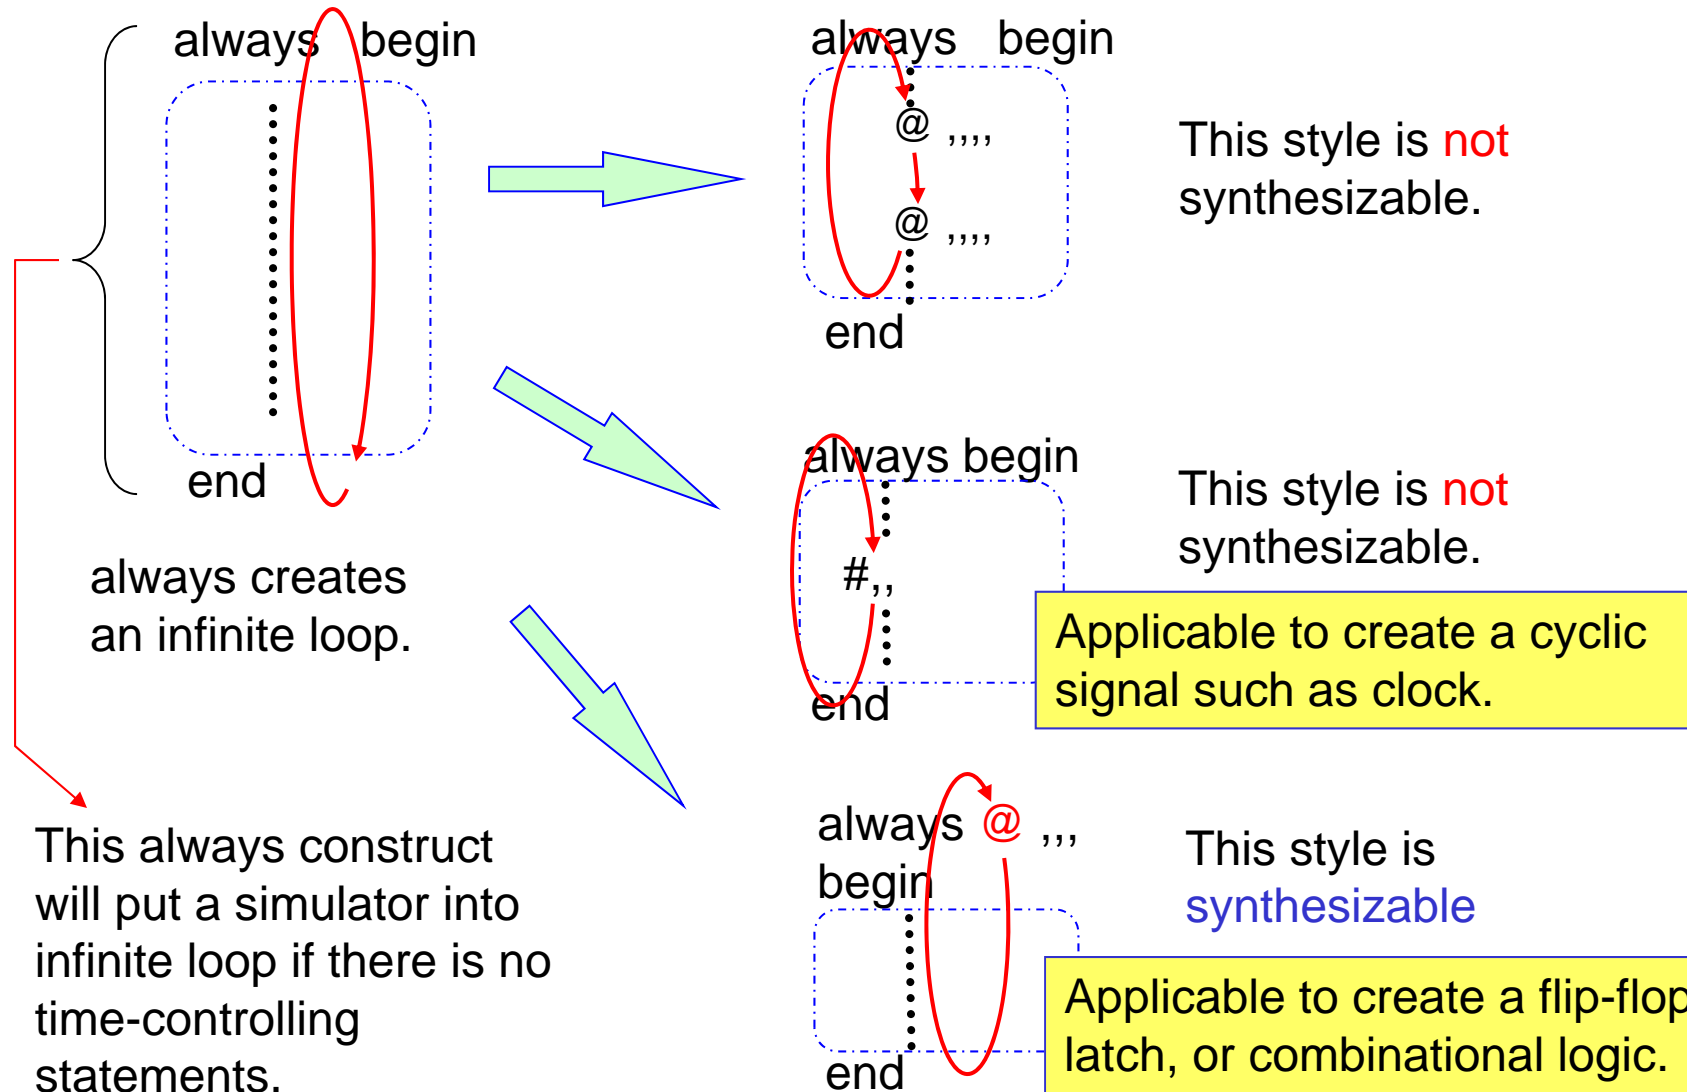 always begin
end
always creates
an infinite loop.
This always construct
will put a simulator into
infinite loop if there is no
time-controlling
statements.
always begin
@ ,,,,
@ ,,,,
end
This style is not
synthesizable.
always begin
#,,
end
This style is not
synthesizable.
Applicable to create a cyclic
signal such as clock.
always @ ,,,
begin
end
This style is
synthesizable
Applicable to create a flip-flop
latch, or combinational logic.